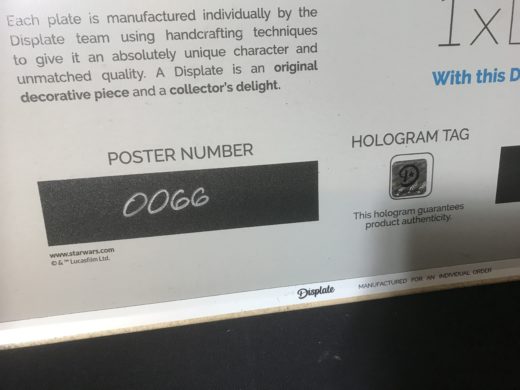 Each plate is manufactured individually by the
Displate team using handcrafting techniques
to give it an absolutely unique character and
unmatched quality. A Displate is an original
decorative piece and a collector's delight.
1x
With this D
POSTER NUMBER
0066
HOLOGRAM TAG
D
This hologram guarantees
product authenticity.
www.starwars.com
© & ™ Lucasfilm Ltd.
Displate MANUFACTURED FOR AN INDIVIDUAL ORDER